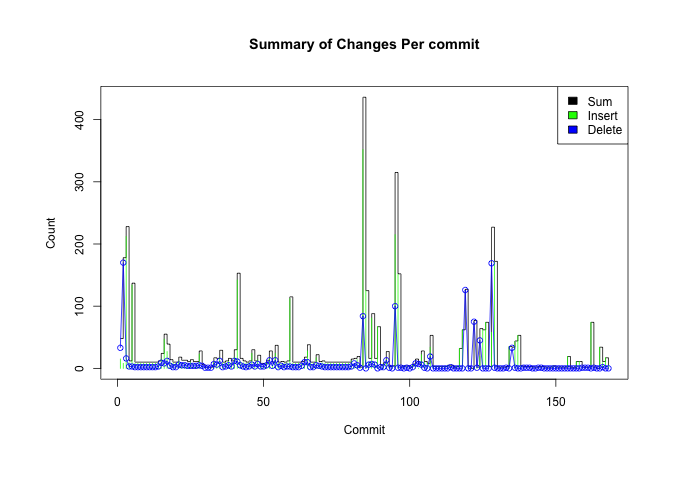 Summary of Changes Per commit
Sum
Insert
Delete
Count
400
300
200
100
0
0 50 100 150
Commit